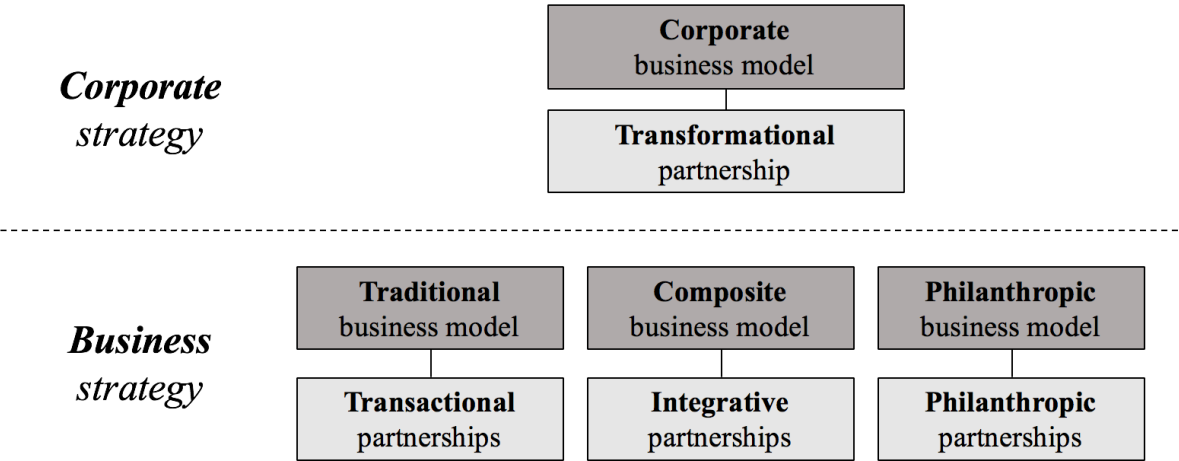 Corporate
strategy
Corporate
business model
Transformational
partnership
Business
strategy
Traditional
business model
Transactional
partnerships
Composite
business model
Integrative
partnerships
Philanthropic
business model
Philanthropic
partnerships